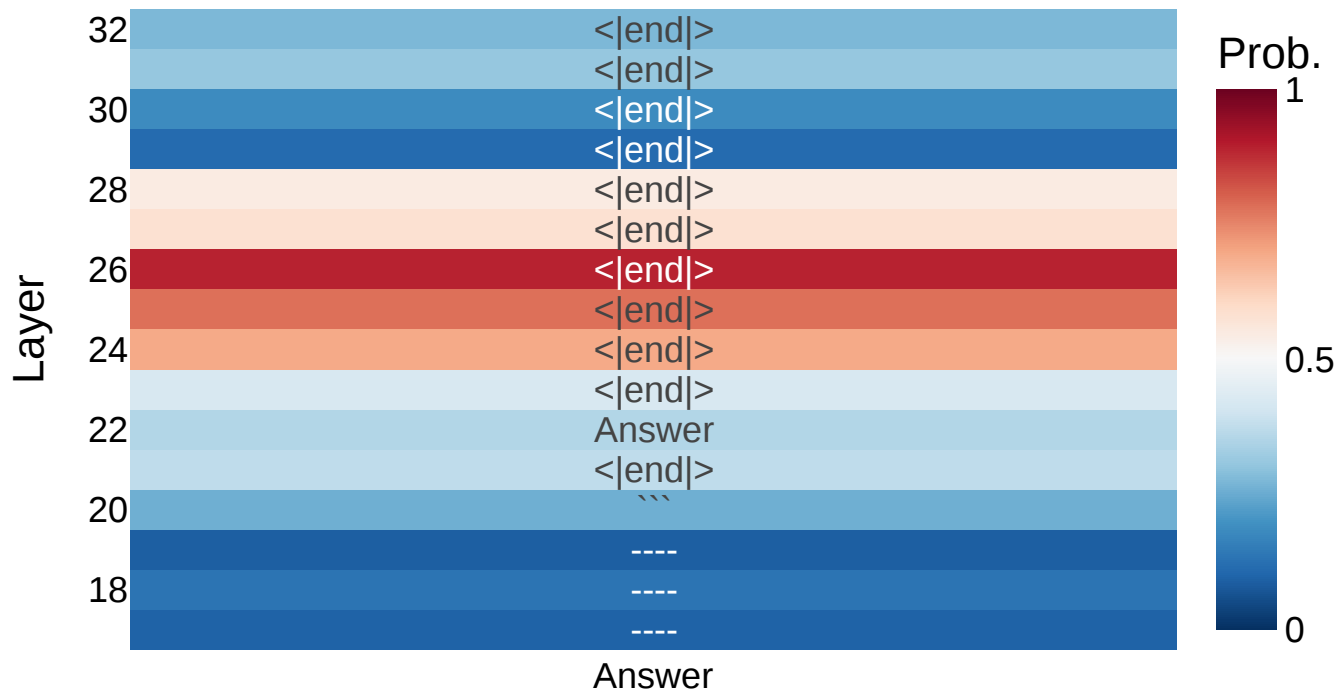 Prob.
1
0.5
0
Layer
32 <|end|>
<|end|>
30 <|end|>
<|end|>
28 <|end|>
<|end|>
26 <|end|>
<|end|>
24 <|end|>
<|end|>
22 Answer
<|end|>
20 ```
----
18 ----
----
Answer